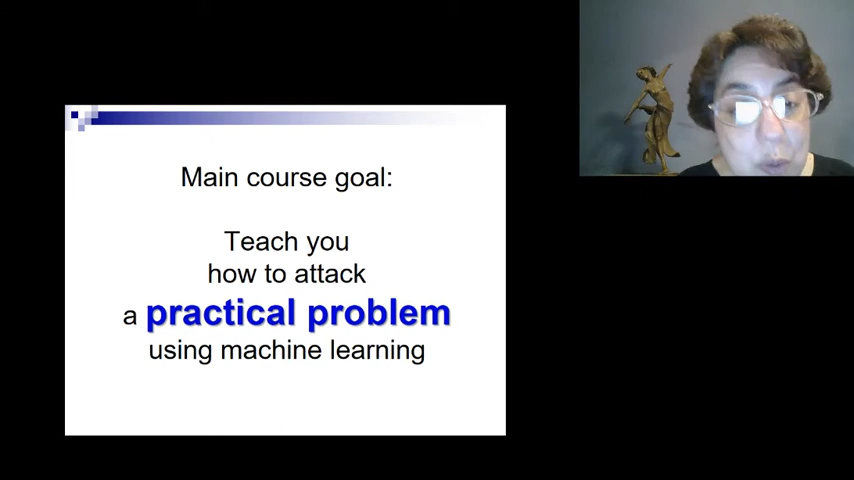 Main course goal:
Teach you
how to attack
a practical problem
using machine learning